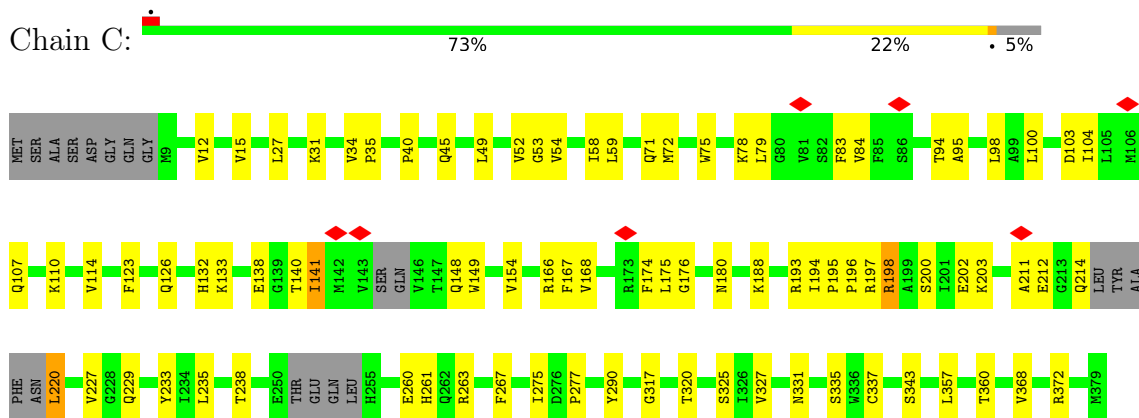 Chain C:
73% 22% • 5%
MET SER ALA SER ASP GLY GLN GLY M9 V12 V15 L27 K31 V34 P35 P40 Q45 L49 V52 G53 V54 I58 L59 Q71 M72 W75 K78 L79 G80 V81 S82 F83 V84 F85 S86 T94 A95 L98 A99 L100 D103 I104 L105 M106
Q107 K110 V114 F123 Q126 H132 K133 E138 G139 T140 I141 M142 V143 SER GLN V146 T147 Q148 W149 V154 R166 F167 V168 R173 F174 L175 G176 N180 K188 R193 I194 P195 P196 R197 R198 A199 S200 I201 E202 K203 A211 E212 G213 Q214 LEU TYR ALA
PHE ASN L220 V227 G228 Q229 Y233 I234 L235 T238 E250 THR GLU GLN LEU H255 E260 H261 Q262 R263 F267 I275 D276 P277 Y290 G317 T320 S325 I326 V327 N331 S335 W336 C337 S343 L357 T360 V368 R372 M379